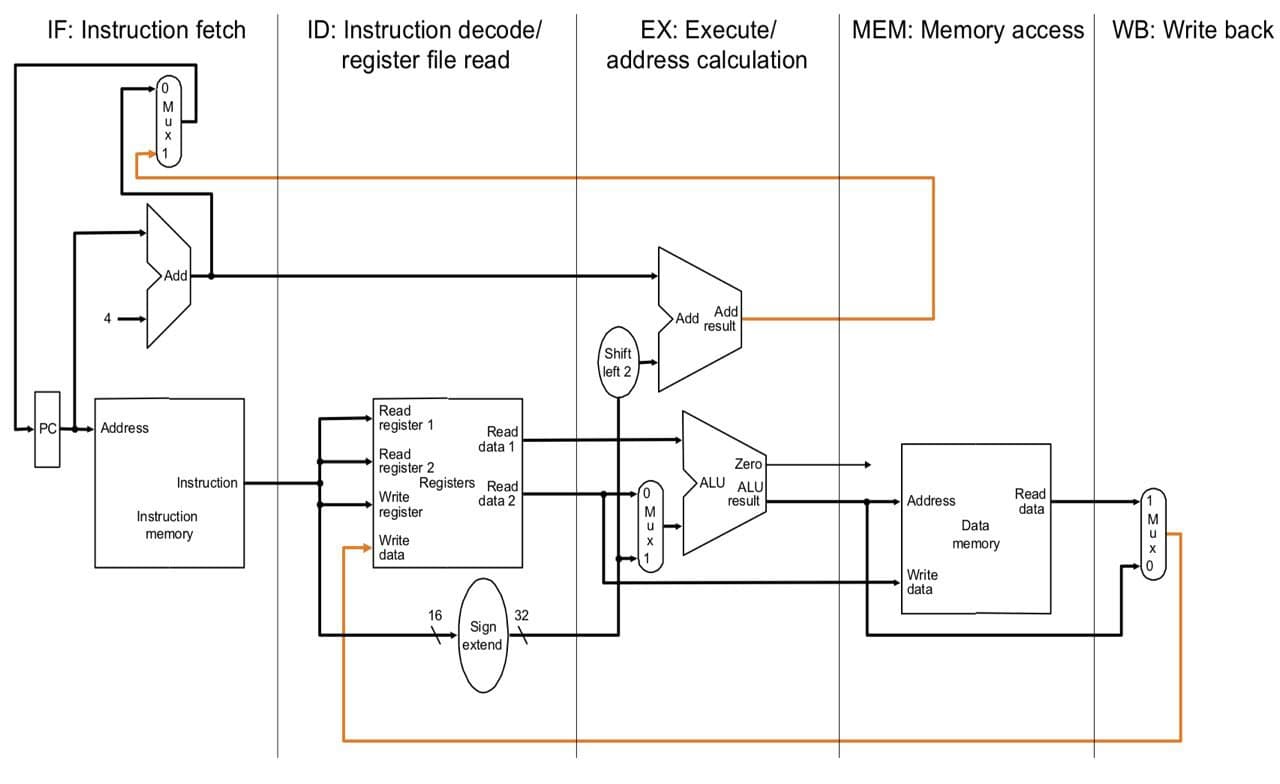 IF: Instruction fetch
ID: Instruction decode/
register file read
EX: Execute/
address calculation
MEM: Memory access
WB: Write back
0
M
u
x
1
Add
4
Add
Add
result
Shift
left 2
PC
Address
Instruction
Instruction
memory
Read
register 1
Read
register 2
Write
register
Write
data
Registers
Read
data 1
Read
data 2
16
Sign
extend
32
0
M
u
x
1
ALU
Zero
ALU
result
Address
Write
data
Data
memory
Read
data
1
M
u
x
0